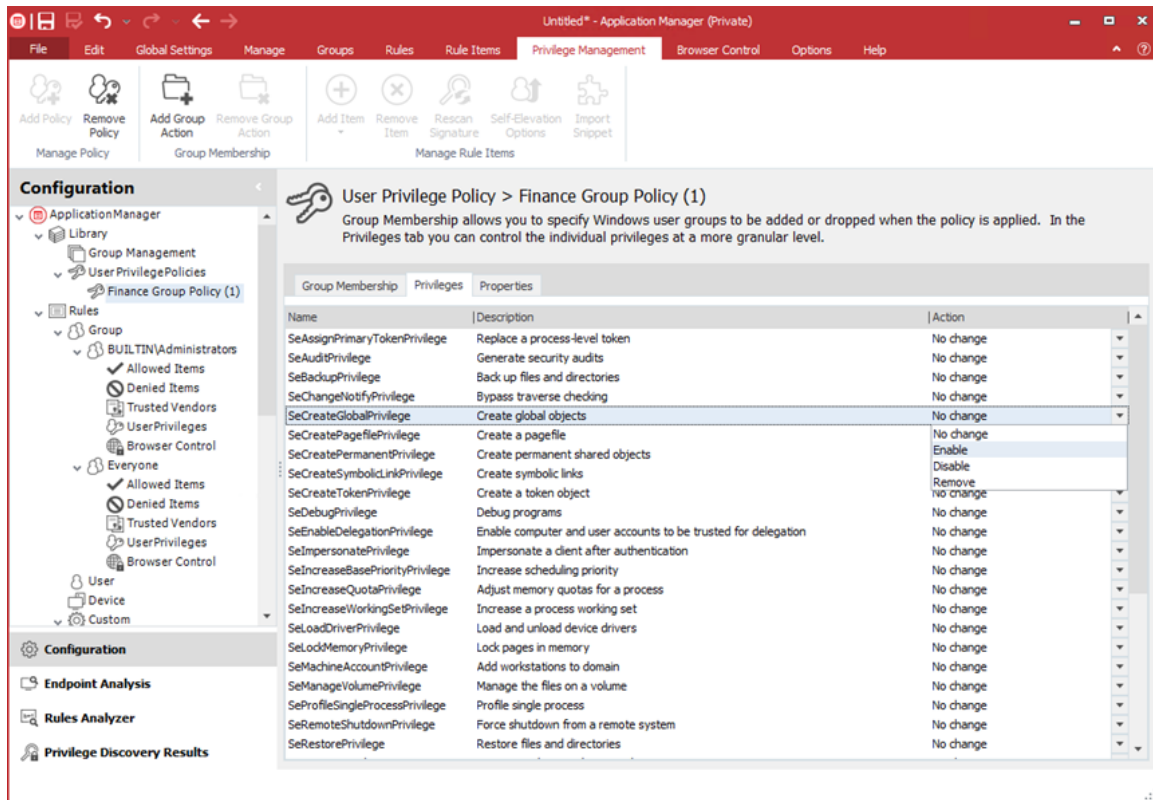 Untitled* - Application Manager (Private)
File Edit Global Settings Manage Groups Rules Rule Items Privilege Management Browser Control Options Help
Add Policy
Remove Policy
Manage Policy
Add Group Action
Remove Group Action
Group Membership
Add Item
Remove Item
Rescan Signature
Self-Elevation Options
Import Snippet
Manage Rule Items
Configuration
ApplicationManager
Library
Group Management
UserPrivilegePolicies
Finance Group Policy (1)
Rules
Group
BUILTIN\Administrators
Allowed Items
Denied Items
Trusted Vendors
UserPrivileges
Browser Control
Everyone
Allowed Items
Denied Items
Trusted Vendors
UserPrivileges
Browser Control
User
Device
Custom
Configuration
Endpoint Analysis
Rules Analyzer
Privilege Discovery Results
User Privilege Policy > Finance Group Policy (1)
Group Membership allows you to specify Windows user groups to be added or dropped when the policy is applied. In the
Privileges tab you can control the individual privileges at a more granular level.
Group Membership Privileges Properties
Name Description Action
SeAssignPrimaryTokenPrivilege Replace a process-level token No change
SeAuditPrivilege Generate security audits No change
SeBackupPrivilege Back up files and directories No change
SeChangeNotifyPrivilege Bypass traverse checking No change
SeCreateGlobalPrivilege Create global objects No change
SeCreatePagefilePrivilege Create a pagefile No change
SeCreatePermanentPrivilege Create permanent shared objects Enable
SeCreateSymbolicLinkPrivilege Create symbolic links Disable
Remove
SeCreateTokenPrivilege Create a token object No change
SeDebugPrivilege Debug programs No change
SeEnableDelegationPrivilege Enable computer and user accounts to be trusted for delegation No change
SeImpersonatePrivilege Impersonate a client after authentication No change
SeIncreaseBasePriorityPrivilege Increase scheduling priority No change
SeIncreaseQuotaPrivilege Adjust memory quotas for a process No change
SeIncreaseWorkingSetPrivilege Increase a process working set No change
SeLoadDriverPrivilege Load and unload device drivers No change
SeLockMemoryPrivilege Lock pages in memory No change
SeMachineAccountPrivilege Add workstations to domain No change
SeManageVolumePrivilege Manage the files on a volume No change
SeProfileSingleProcessPrivilege Profile single process No change
SeRemoteShutdownPrivilege Force shutdown from a remote system No change
SeRestorePrivilege Restore files and directories No change